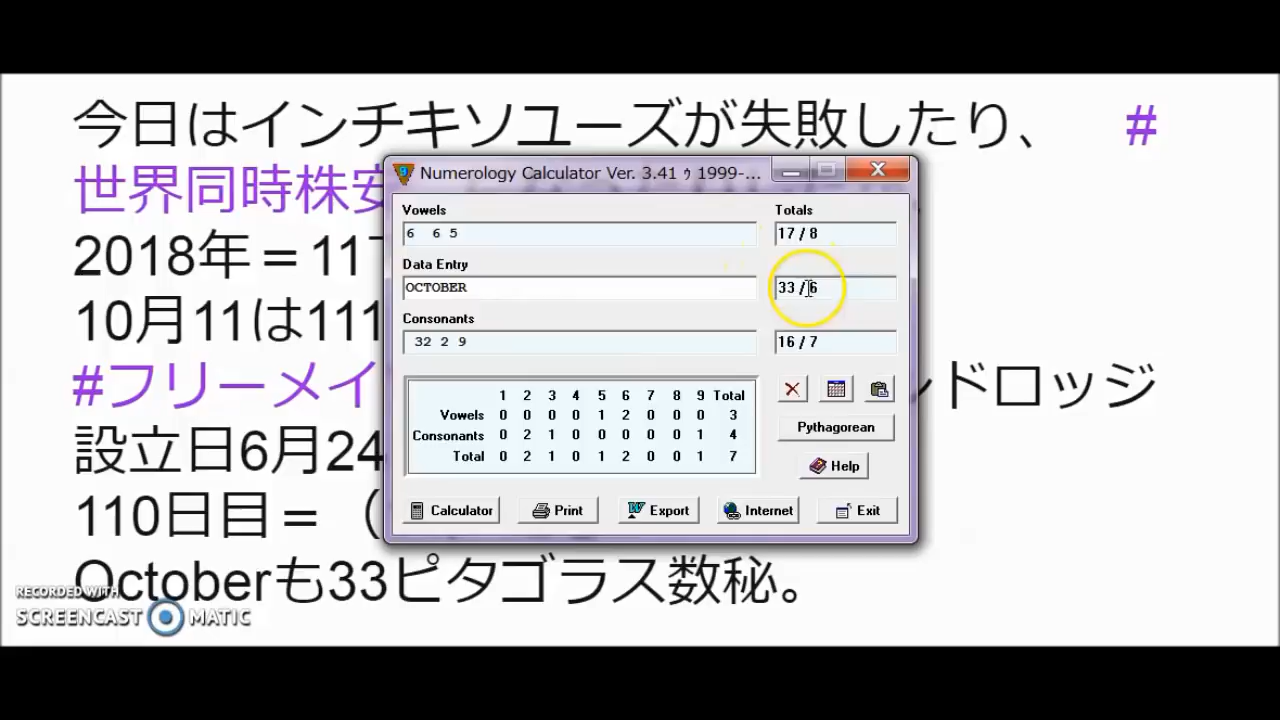 今日はインチキソユーズが失敗したり、 #
世界同時株安
2018年＝11
10月11は111
#フリーメイ ンドロッジ
設立日6月24
110日目＝（
Octoberも33ピタゴラス数秘。
Numerology Calculator Ver. 3.41 ｩ 1999-...
Vowels Totals
6 6 5 17 / 8
Data Entry
OCTOBER 33 / 6
Consonants
32 2 9 16 / 7
1 2 3 4 5 6 7 8 9 Total
Vowels 0 0 0 0 1 2 0 0 0 3
Consonants 0 2 1 0 0 0 0 0 1 4
Total 0 2 1 0 1 2 0 0 1 7
Pythagorean
Help
Calculator Print Export Internet Exit
RECORDED WITH
SCREENCAST MATIC